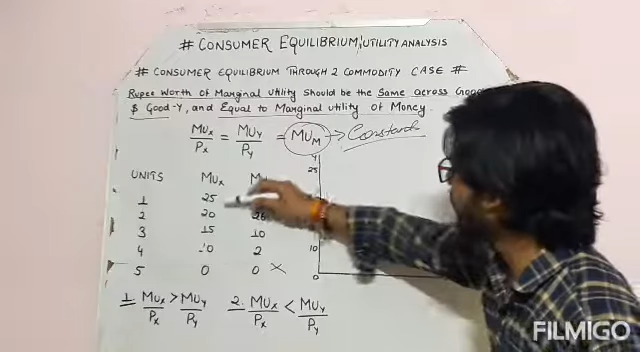 # CONSUMER EQUILIBRIUM, UTILITY ANALYSIS
# CONSUMER EQUILIBRIUM THROUGH 2 COMMODITY CASE #
Rupee Worth of Marginal Utility Should be the Same across Good
$ Good-Y, and Equal to Marginal utility of Money.
MUx/Px = MUy/Py = MUM → Constant
UNITS MUx
1 25
2 20
3 15 10
4 10 2
5 0 0 ×
Y
25
10
0
1. MUx/Px > MUy/Py 2. MUx/Px < MUy/Py
FILMIGO